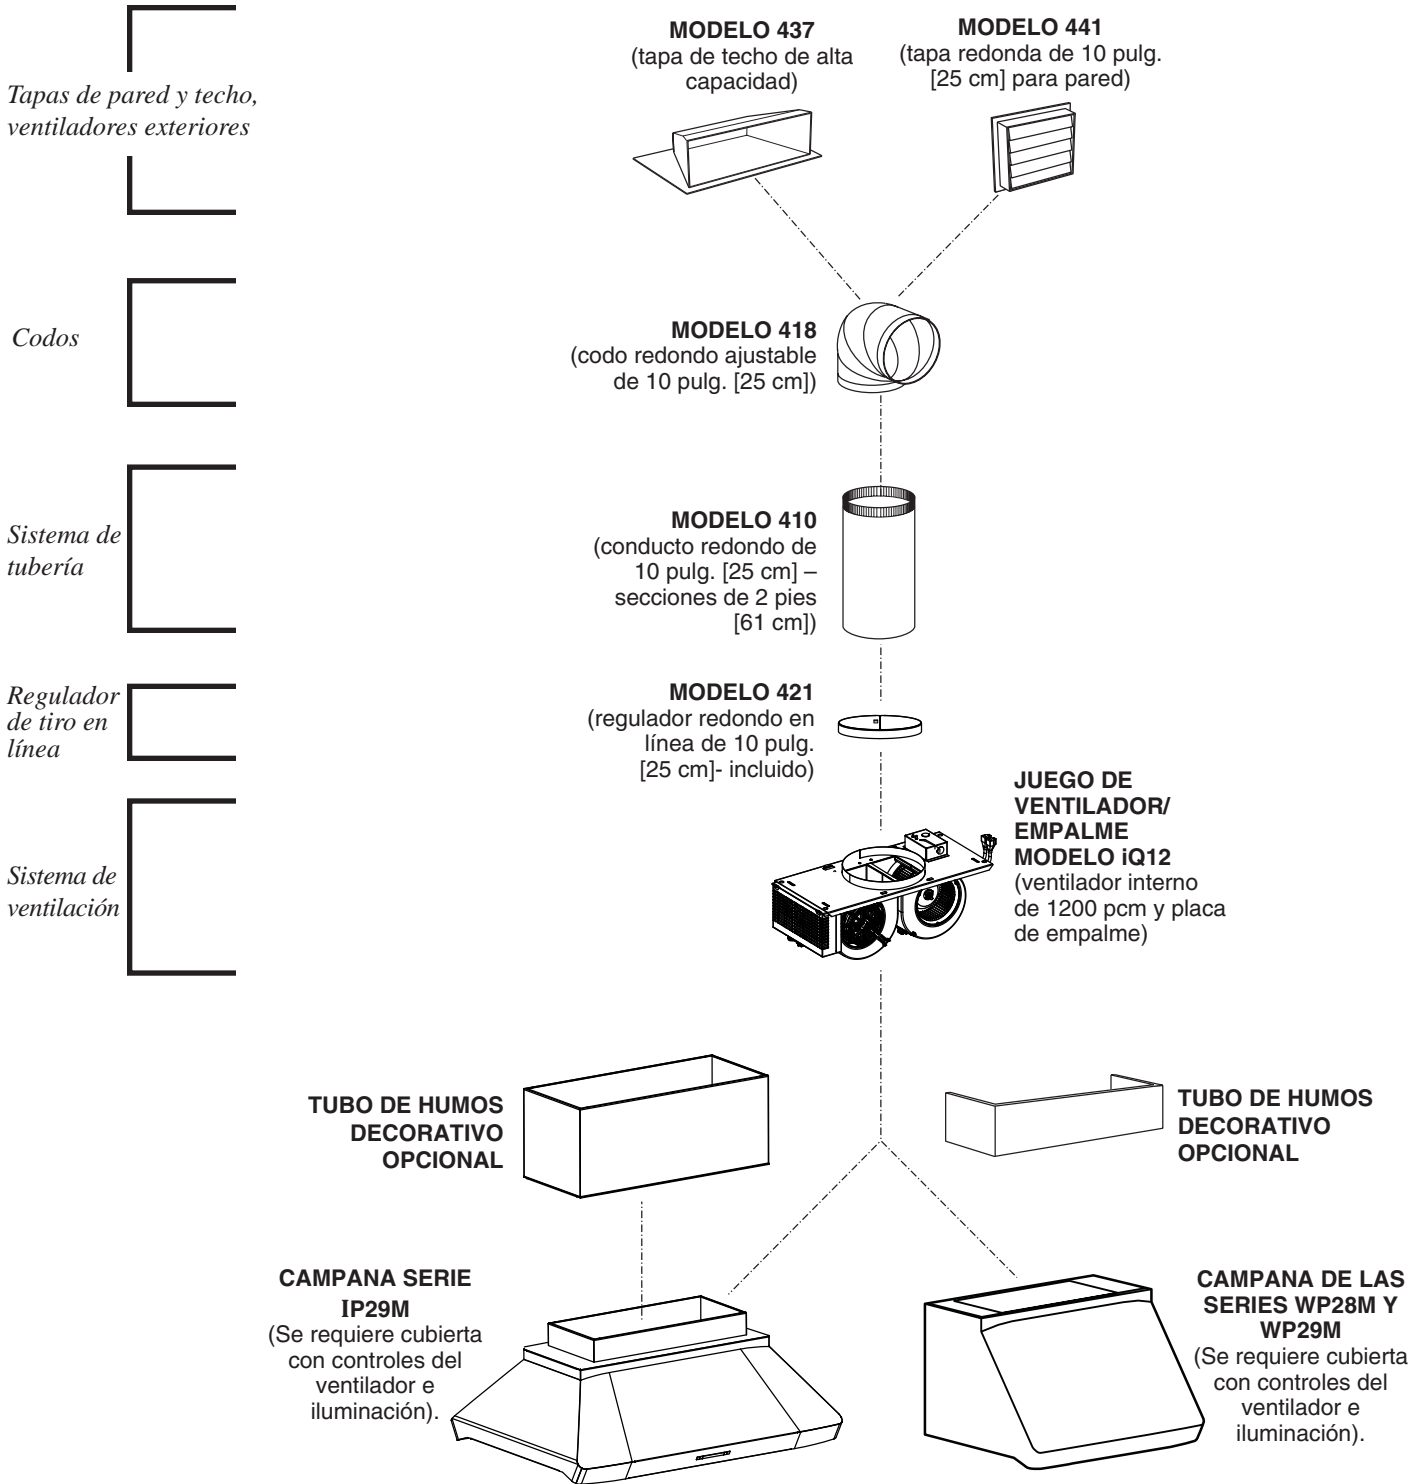 MODELO 437
(tapa de techo de alta
capacidad)
MODELO 441
(tapa redonda de 10 pulg.
[25 cm] para pared)
Tapas de pared y techo,
ventiladores exteriores
Codos
MODELO 418
(codo redondo ajustable
de 10 pulg. [25 cm])
Sistema de
tubería
MODELO 410
(conducto redondo de
10 pulg. [25 cm] –
secciones de 2 pies
[61 cm])
Regulador
de tiro en
línea
MODELO 421
(regulador redondo en
línea de 10 pulg.
[25 cm]- incluido)
Sistema de
ventilación
JUEGO DE
VENTILADOR/
EMPALME
MODELO iQ12
(ventilador interno
de 1200 pcm y placa
de empalme)
TUBO DE HUMOS
DECORATIVO
OPCIONAL
TUBO DE HUMOS
DECORATIVO
OPCIONAL
CAMPANA SERIE
IP29M
(Se requiere cubierta
con controles del
ventilador e
iluminación).
CAMPANA DE LAS
SERIES WP28M Y
WP29M
(Se requiere cubierta
con controles del
ventilador e
iluminación).